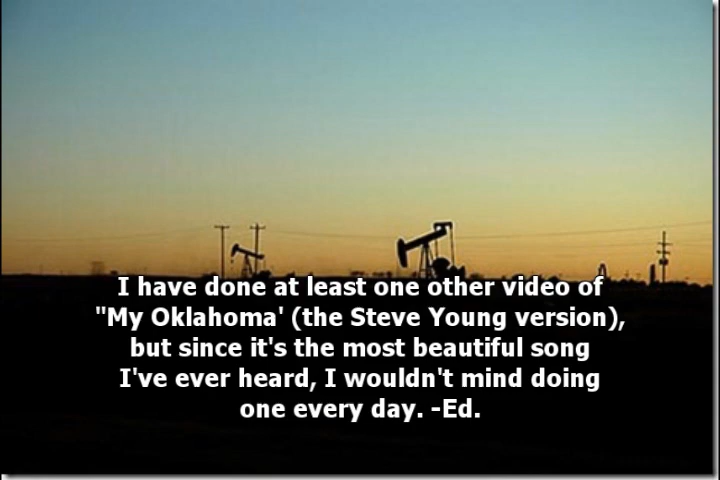 I have done at least one other video of
"My Oklahoma' (the Steve Young version),
but since it's the most beautiful song
I've ever heard, I wouldn't mind doing
one every day. -Ed.